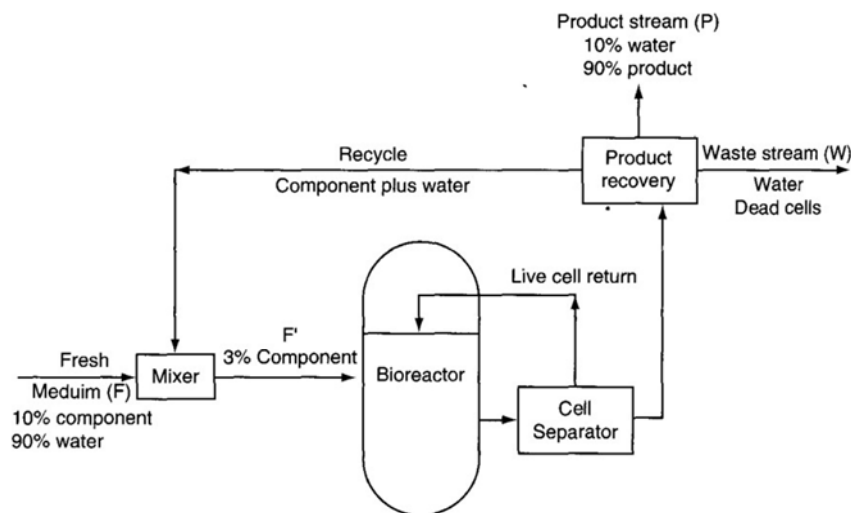 Product stream (P)
10% water
90% product
Recycle
Component plus water
Product
recovery
Waste stream (W)
Water
Dead cells
Live cell return
F'
3% Component
Fresh
Meduim (F)
10% component
90% water
Mixer
Bioreactor
Cell
Separator